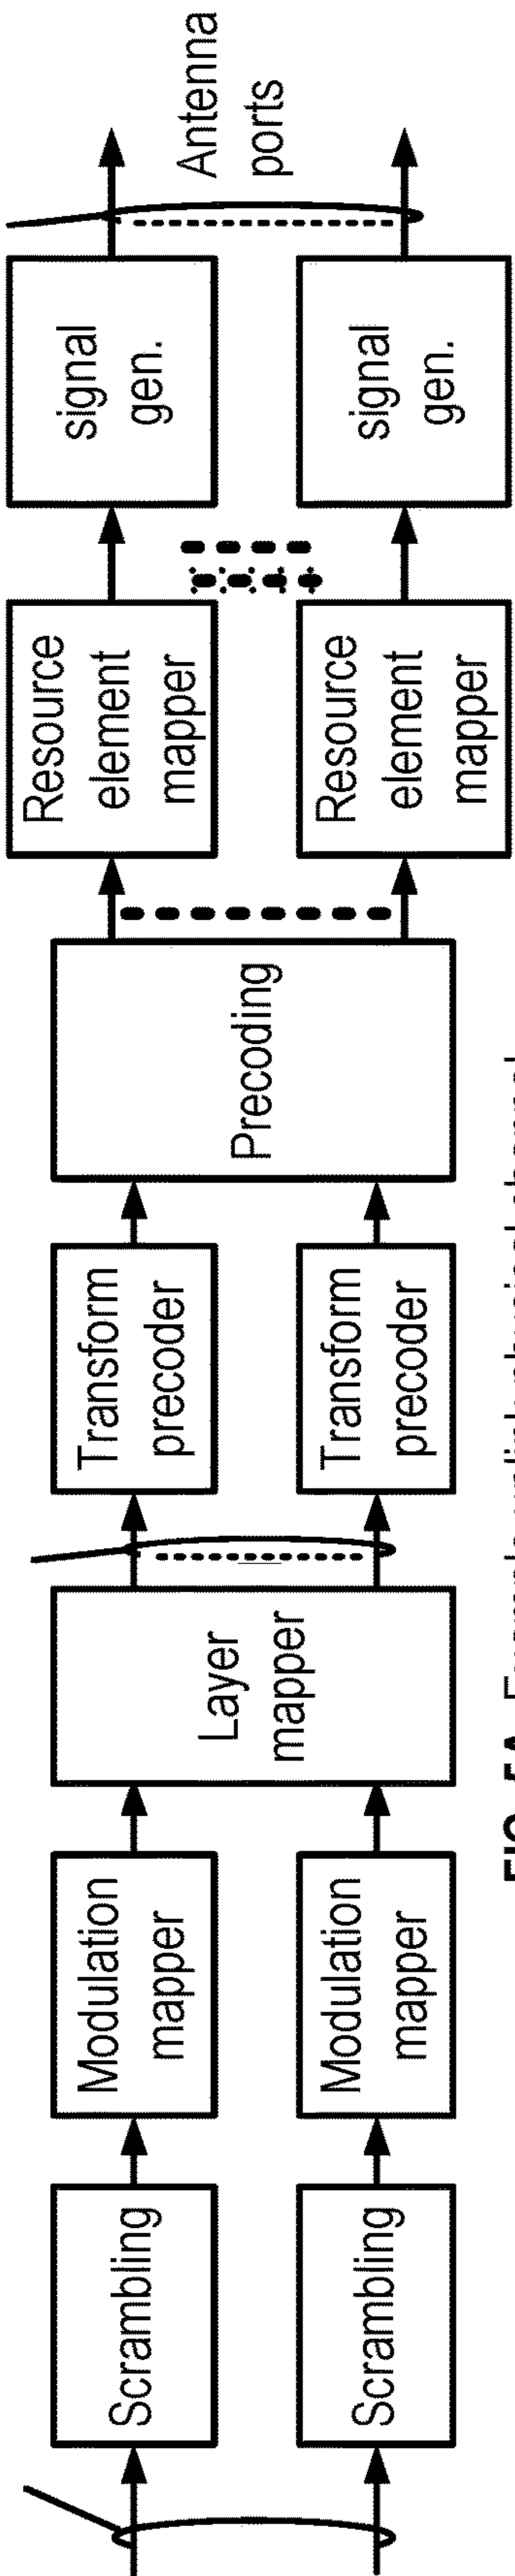 Scrambling
Scrambling
Modulation
mapper
Modulation
mapper
Layer
mapper
Transform
precoder
Transform
precoder
Precoding
Resource
element
mapper
Resource
element
mapper
signal
gen.
signal
gen.
Antenna
ports
FIG. 5A Example uplink physical channel